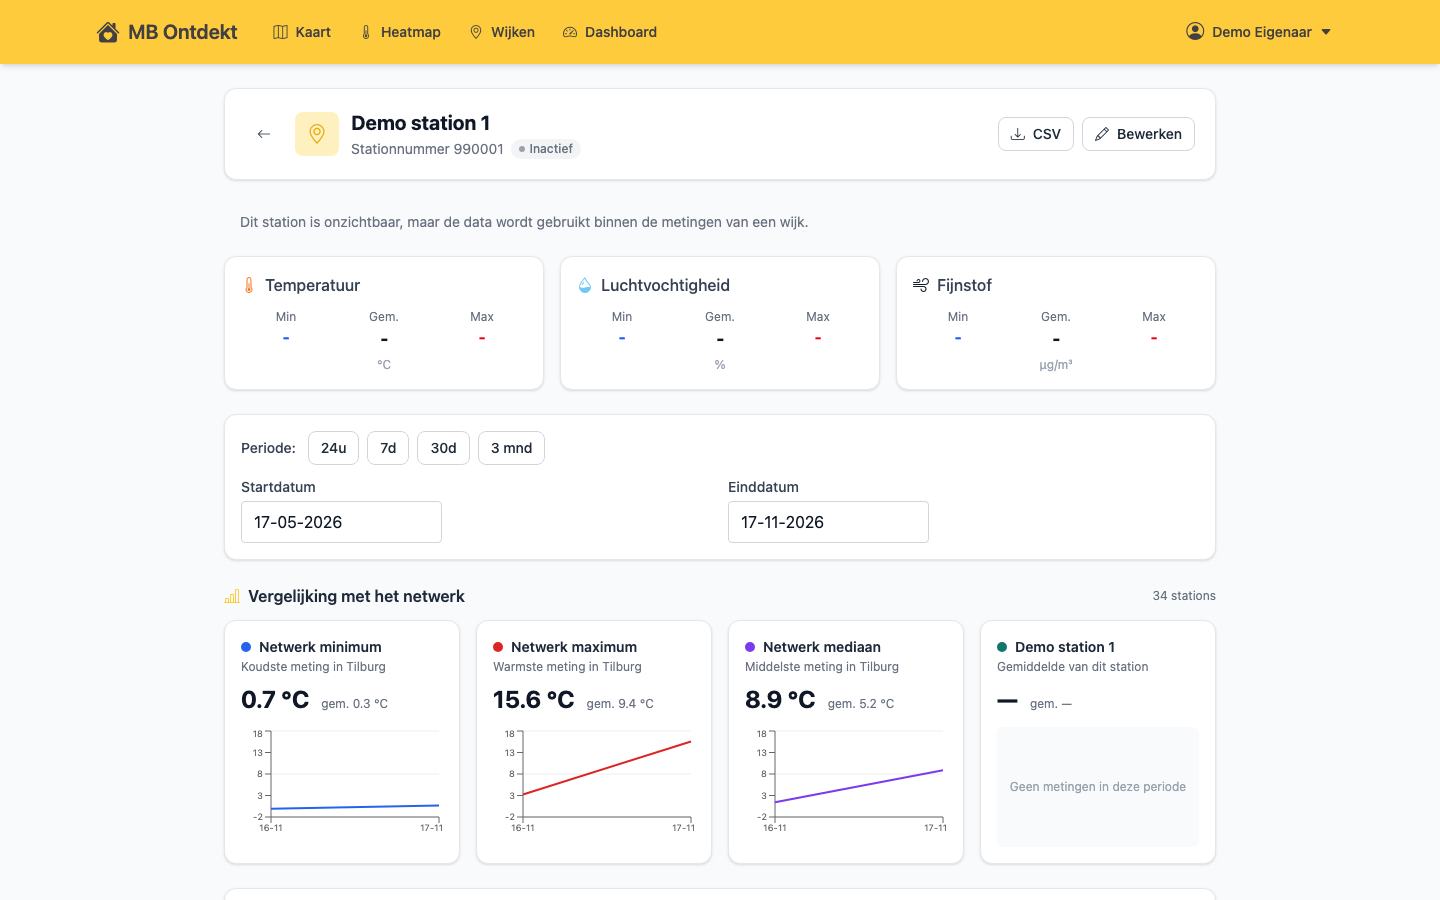 MB Ontdekt
Kaart
Heatmap
Wijken
Dashboard
Demo Eigenaar
Demo station 1
Stationnummer 990001
Inactief
CSV
Bewerken
Dit station is onzichtbaar, maar de data wordt gebruikt binnen de metingen van een wijk.
Temperatuur
Min Gem. Max
- - -
°C
Luchtvochtigheid
Min Gem. Max
- - -
%
Fijnstof
Min Gem. Max
- - -
µg/m³
Periode: 24u 7d 30d 3 mnd
Startdatum
17-05-2026
Einddatum
17-11-2026
Vergelijking met het netwerk
34 stations
Netwerk minimum
Koudste meting in Tilburg
0.7 °C gem. 0.3 °C
18
13
8
3
-2
16-11 17-11
Netwerk maximum
Warmste meting in Tilburg
15.6 °C gem. 9.4 °C
18
13
8
3
-2
16-11 17-11
Netwerk mediaan
Middelste meting in Tilburg
8.9 °C gem. 5.2 °C
18
13
8
3
-2
16-11 17-11
Demo station 1
Gemiddelde van dit station
— gem. —
Geen metingen in deze periode